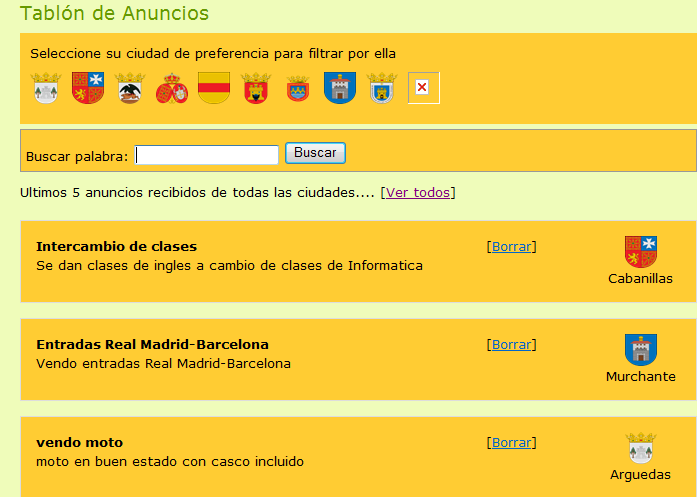 Tablón de Anuncios
Seleccione su ciudad de preferencia para filtrar por ella
Buscar palabra: Buscar
Ultimos 5 anuncios recibidos de todas las ciudades.... [Ver todos]
Intercambio de clases [Borrar]
Se dan clases de ingles a cambio de clases de Informatica
Cabanillas
Entradas Real Madrid-Barcelona [Borrar]
Vendo entradas Real Madrid-Barcelona
Murchante
vendo moto [Borrar]
moto en buen estado con casco incluido
Arguedas